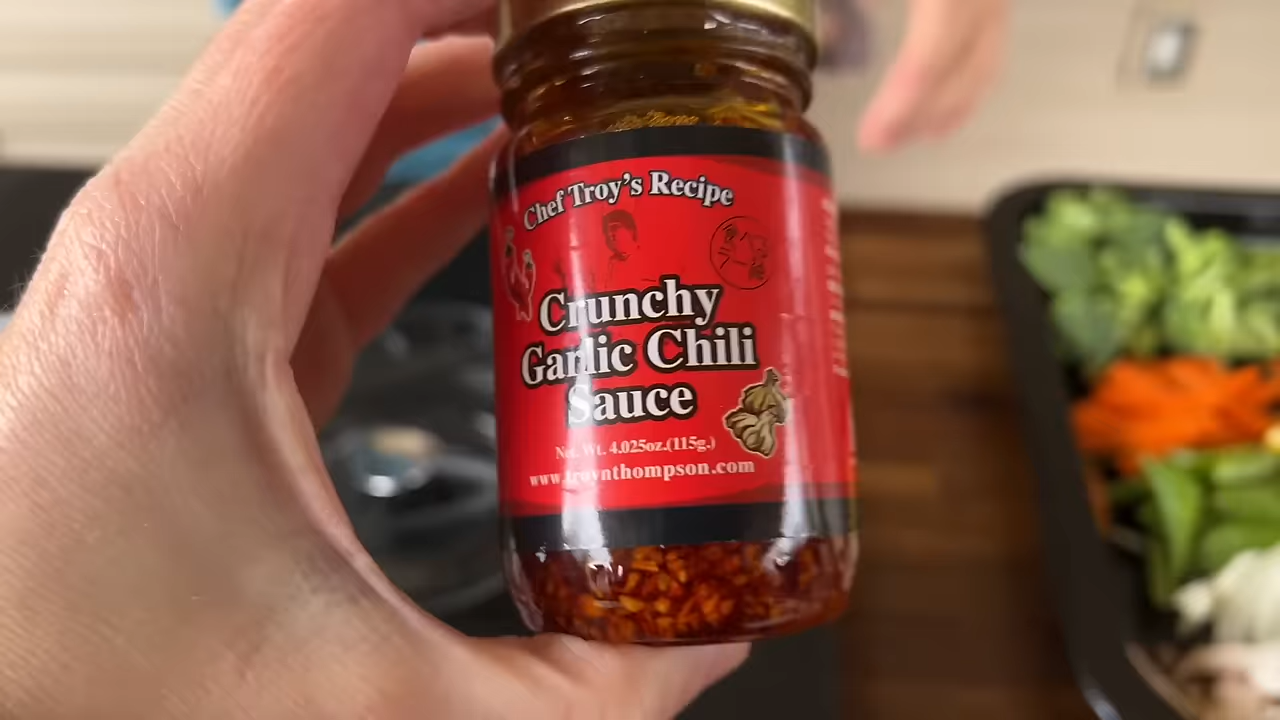 Chef Troy's Recipe
Crunchy
Garlic Chili
Sauce
Net. Wt. 4.025oz.(115g.)
www.troynthompson.com